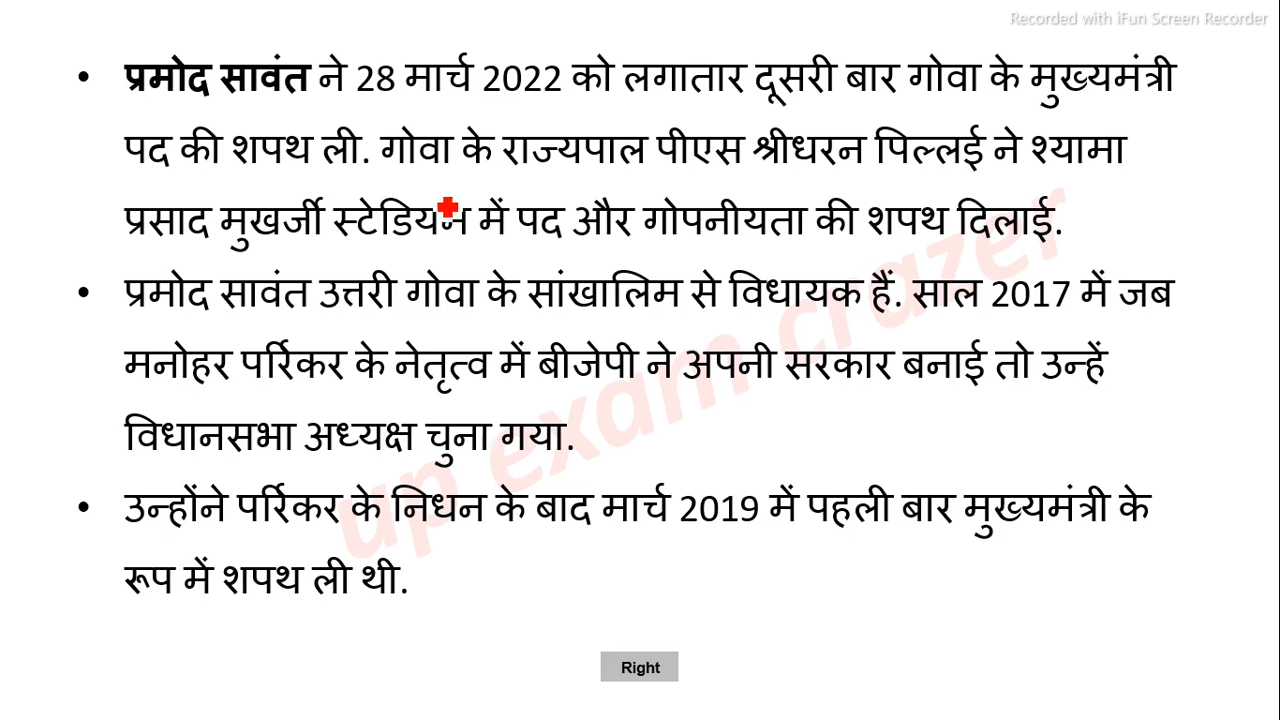 Recorded with iFun Screen Recorder
• प्रमोद सावंत ने 28 मार्च 2022 को लगातार दूसरी बार गोवा के मुख्यमंत्री
पद की शपथ ली. गोवा के राज्यपाल पीएस श्रीधरन पिल्लई ने श्यामा
प्रसाद मुखर्जी स्टेडियम में पद और गोपनीयता की शपथ दिलाई.
• प्रमोद सावंत उत्तरी गोवा के सांखालिम से विधायक हैं. साल 2017 में जब
मनोहर पर्रिकर के नेतृत्व में बीजेपी ने अपनी सरकार बनाई तो उन्हें
विधानसभा अध्यक्ष चुना गया.
• उन्होंने पर्रिकर के निधन के बाद मार्च 2019 में पहली बार मुख्यमंत्री के
रूप में शपथ ली थी.
up exam crazer
Right